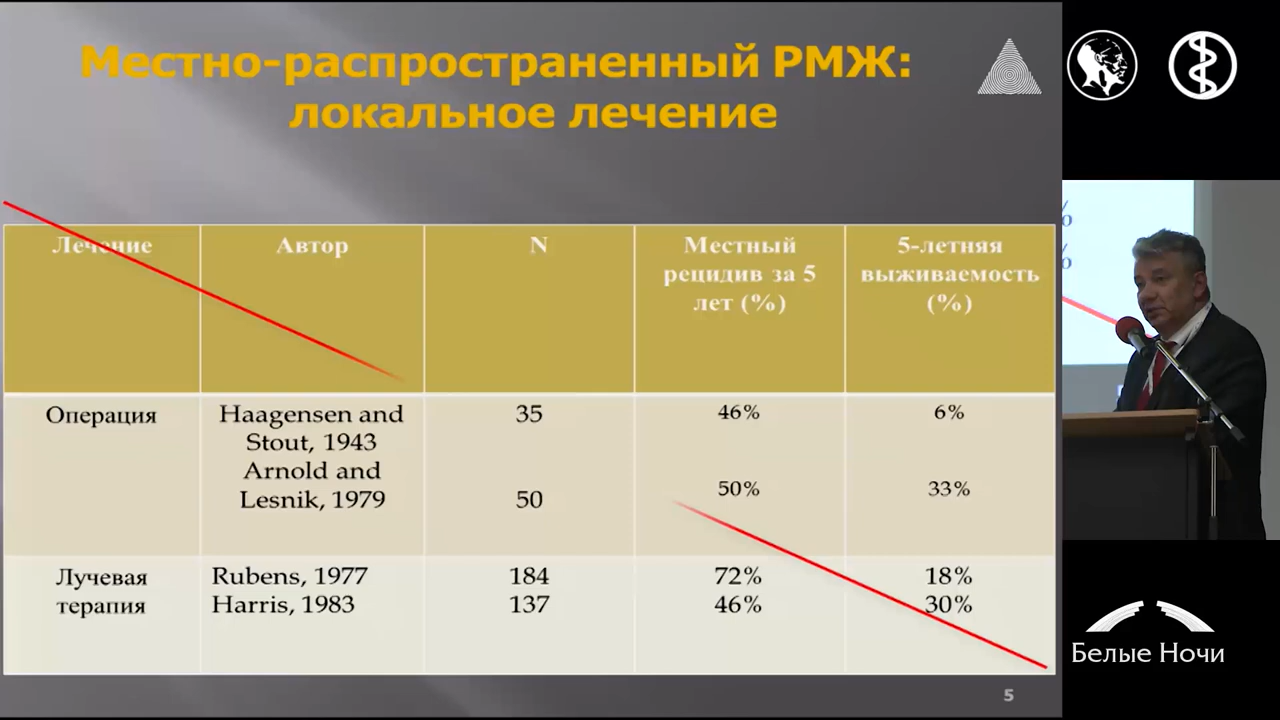 Местно-распространенный РМЖ:
локальное лечение
Лечение
Автор
N
Местный
рецидив за 5
лет (%)
5-летняя
выживаемость
(%)
Операция
Haagensen and
Stout, 1943
Arnold and
Lesnik, 1979
35
50
46%
50%
6%
33%
Лучевая
терапия
Rubens, 1977
Harris, 1983
184
137
72%
46%
18%
30%
5
%
%
Белые Ночи